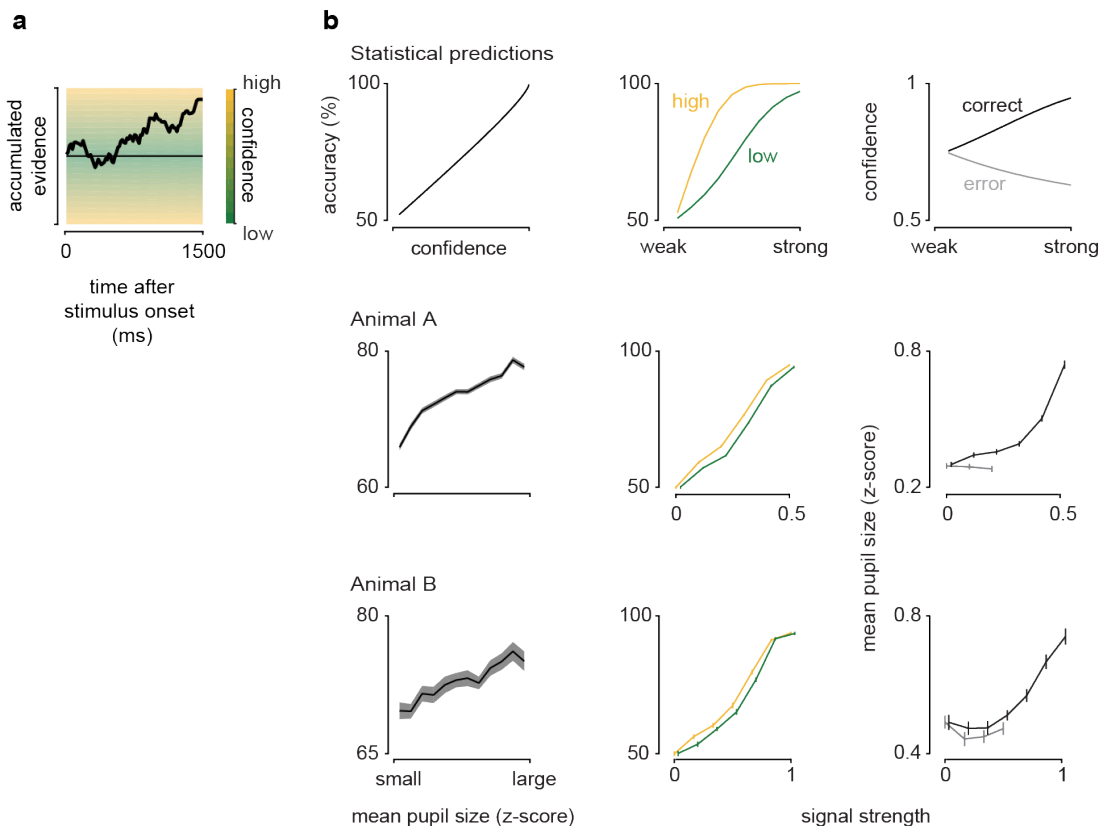 a
high
accumulated
evidence
confidence
low
0
1500
time after
stimulus onset
(ms)
b
Statistical predictions
100
accuracy (%)
50
confidence
100
high
low
50
weak
strong
1
correct
confidence
error
0.5
weak
strong
Animal A
80
60
100
50
0
0.5
0.8
0.2
0
0.5
mean pupil size (z-score)
Animal B
80
65
small
large
mean pupil size (z-score)
100
50
0
1
0.8
0.4
0
1
signal strength